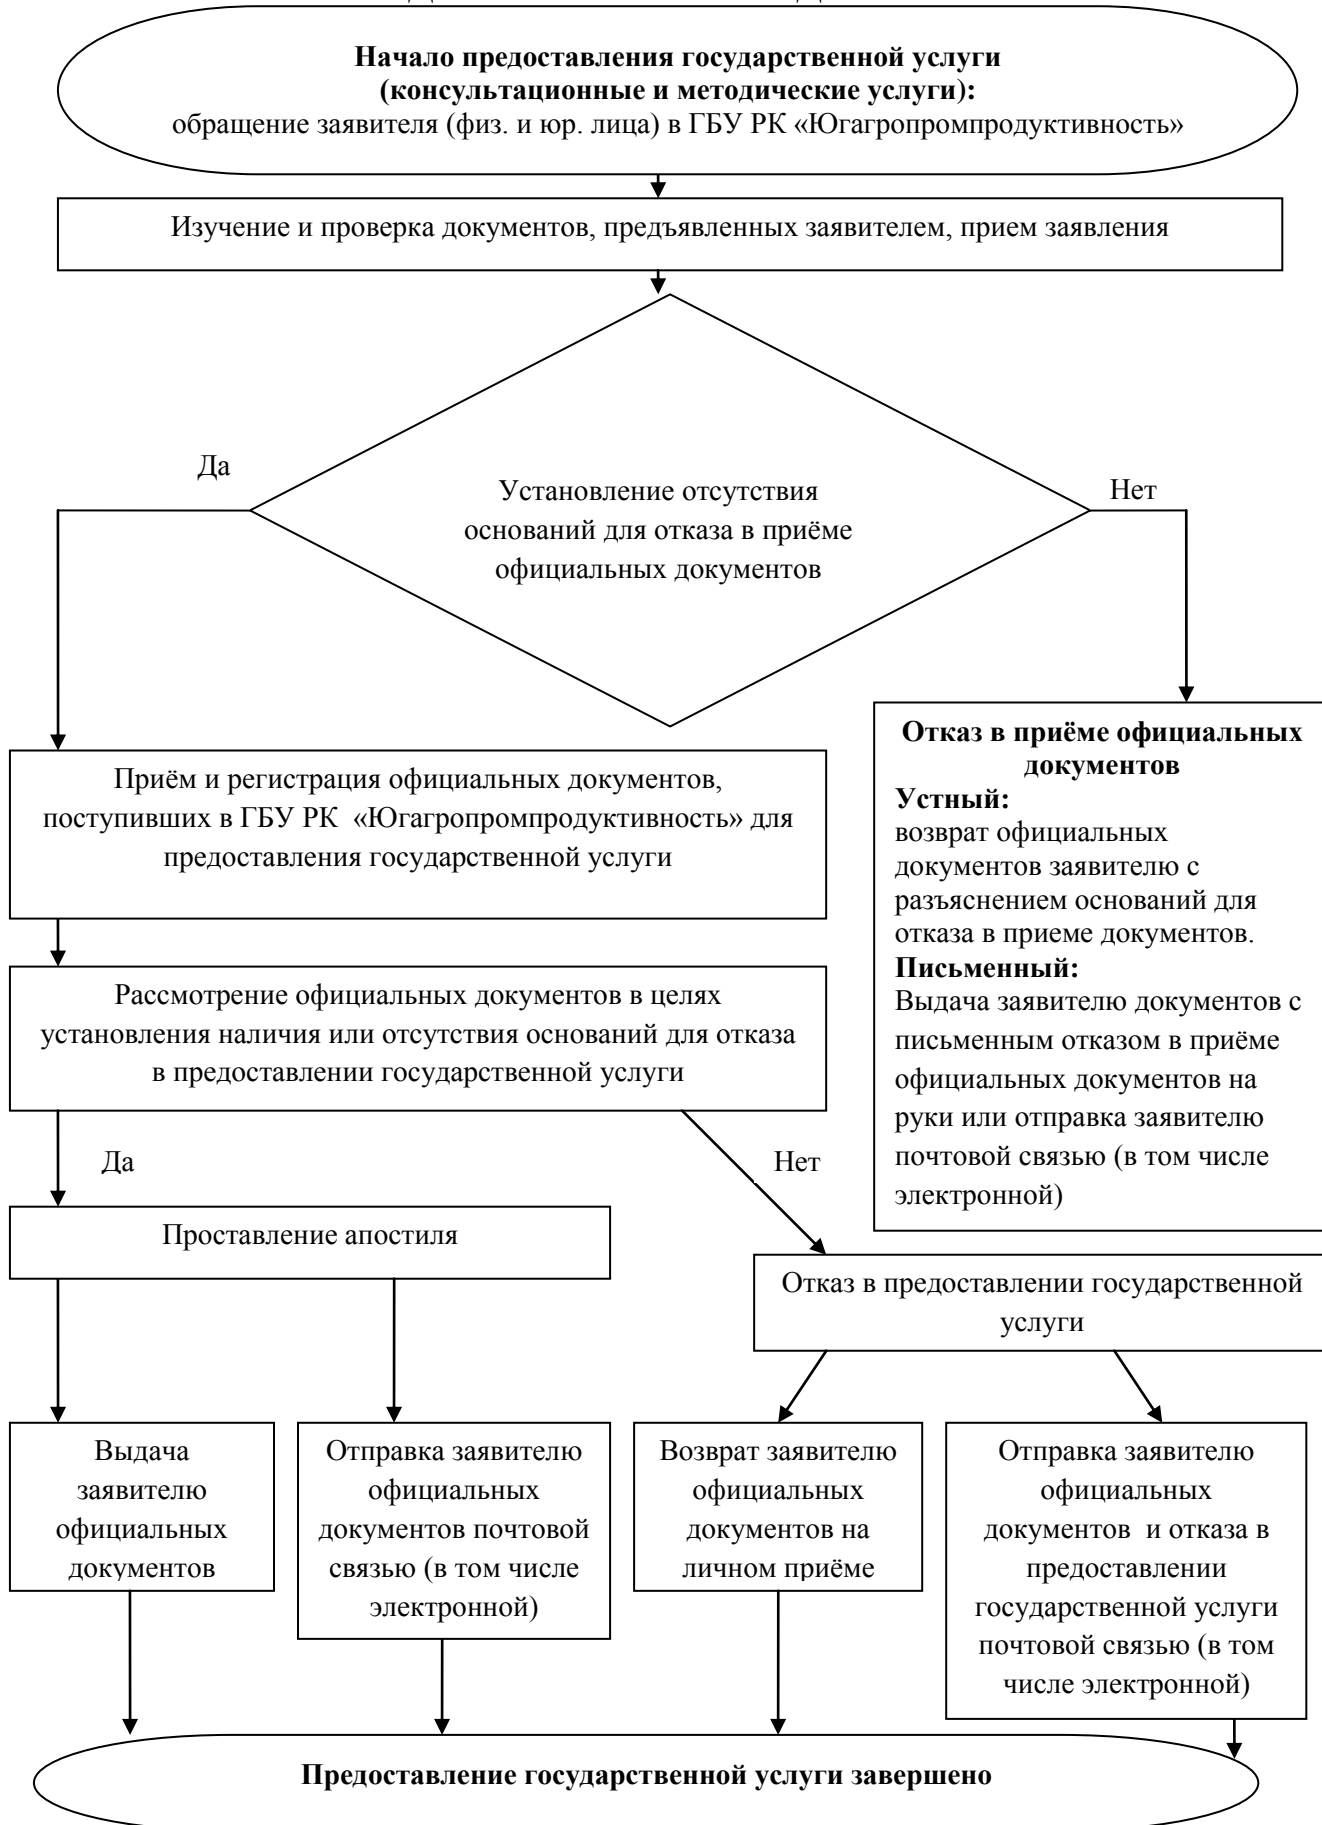 Начало предоставления государственной услуги
(консультационные и методические услуги):
обращение заявителя (физ. и юр. лица) в ГБУ РК «Югагропромпродуктивность»
Изучение и проверка документов, предъявленных заявителем, прием заявления
Да
Нет
Установление отсутствия
оснований для отказа в приёме
официальных документов
Отказ в приёме официальных
документов
Устный:
возврат официальных
документов заявителю с
разъяснением оснований для
отказа в приеме документов.
Письменный:
Выдача заявителю документов с
письменным отказом в приёме
официальных документов на
руки или отправка заявителю
почтовой связью (в том числе
электронной)
Приём и регистрация официальных документов,
поступивших в ГБУ РК «Югагропромпродуктивность» для
предоставления государственной услуги
Рассмотрение официальных документов в целях
установления наличия или отсутствия оснований для отказа
в предоставлении государственной услуги
Да
Нет
Проставление апостиля
Отказ в предоставлении государственной
услуги
Выдача
заявителю
официальных
документов
Отправка заявителю
официальных
документов почтовой
связью (в том числе
электронной)
Возврат заявителю
официальных
документов на
личном приёме
Отправка заявителю
официальных
документов и отказа в
предоставлении
государственной услуги
почтовой связью (в том
числе электронной)
Предоставление государственной услуги завершено